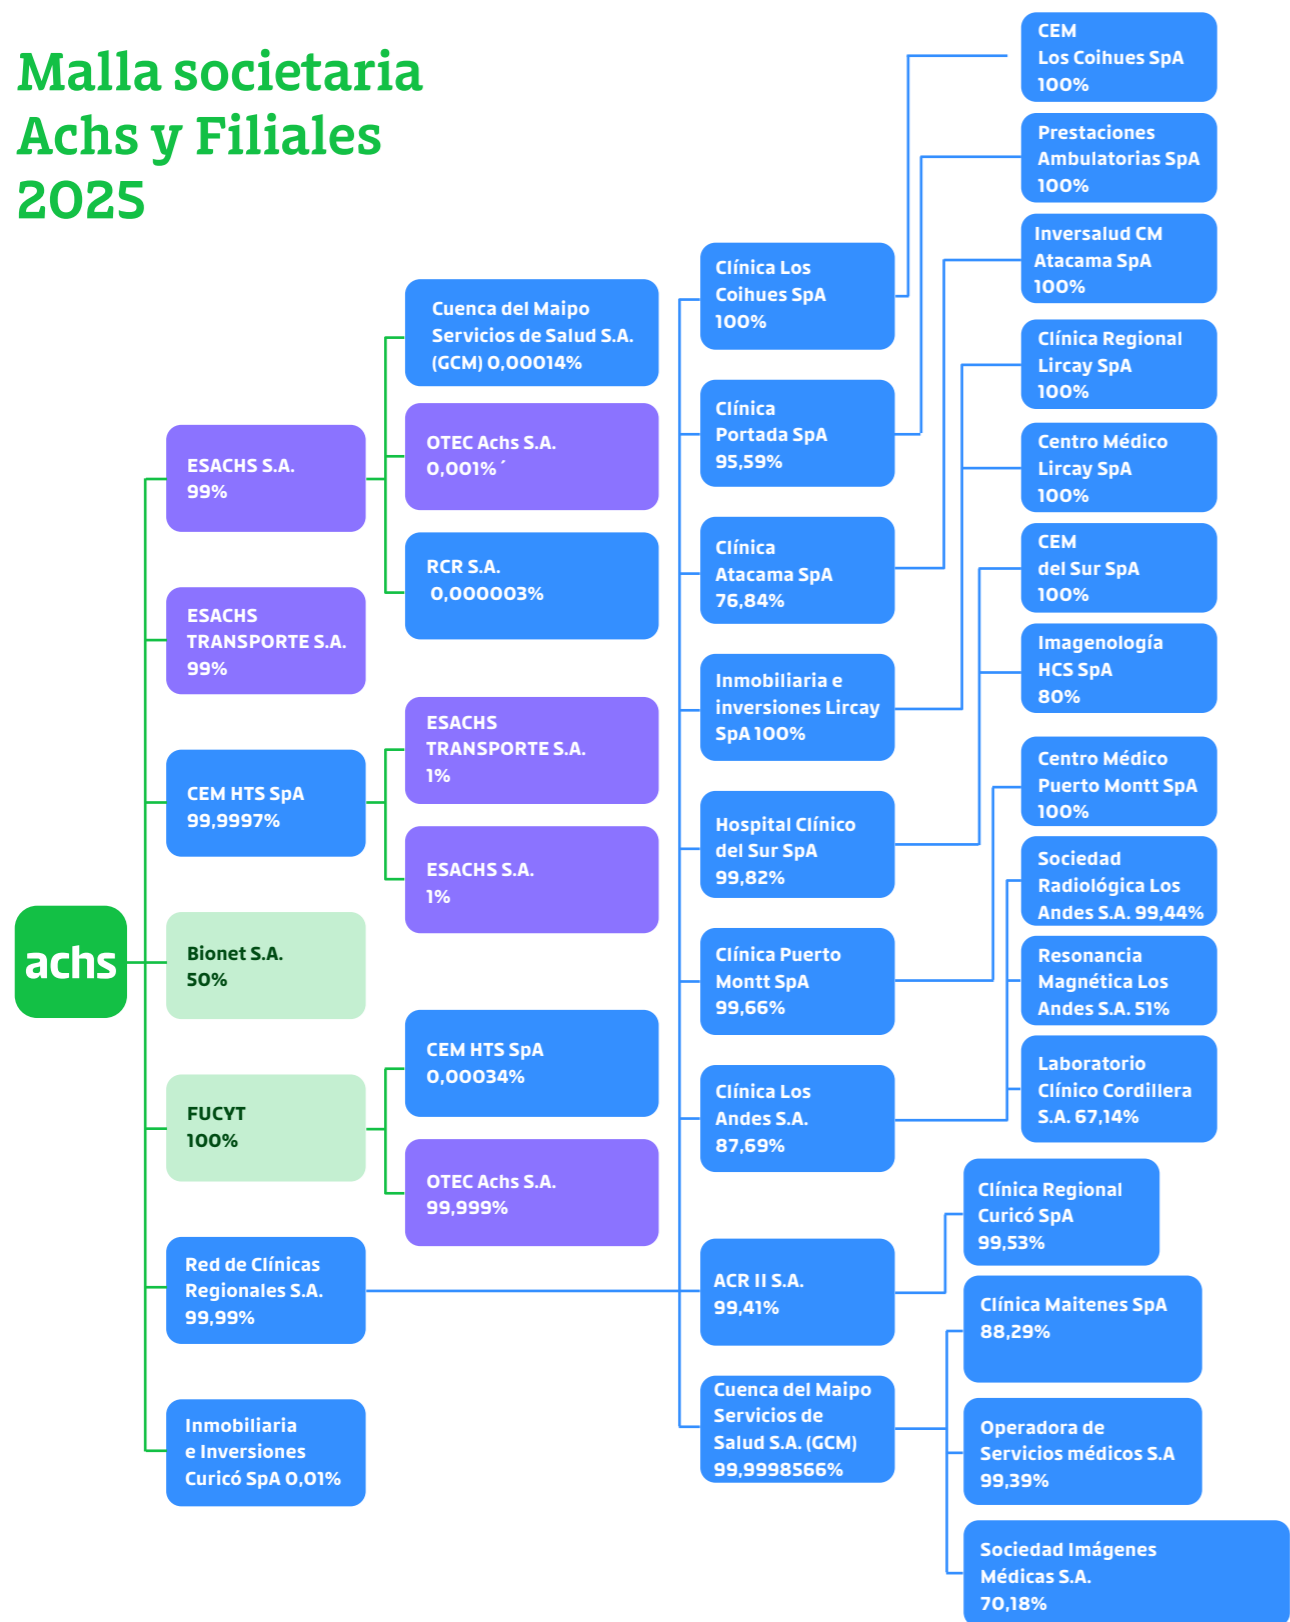 Malla societaria
Achs y Filiales
2025
achs
ESACHS S.A.
99%
ESACHS
TRANSPORTE S.A.
99%
CEM HTS SpA
99,9997%
Bionet S.A.
50%
FUCYT
100%
Red de Clínicas
Regionales S.A.
99,99%
Inmobiliaria
e Inversiones
Curicó SpA 0,01%
Cuenca del Maipo
Servicios de Salud S.A.
(GCM) 0,00014%
OTEC Achs S.A.
0,001%´
RCR S.A.
0,000003%
ESACHS
TRANSPORTE S.A.
1%
ESACHS S.A.
1%
CEM HTS SpA
0,00034%
OTEC Achs S.A.
99,999%
Clínica Los
Coihues SpA
100%
Clínica
Portada SpA
95,59%
Clínica
Atacama SpA
76,84%
Inmobiliaria e
inversiones Lircay
SpA 100%
Hospital Clínico
del Sur SpA
99,82%
Clínica Puerto
Montt SpA
99,66%
Clínica Los
Andes S.A.
87,69%
ACR II S.A.
99,41%
Cuenca del Maipo
Servicios de
Salud S.A. (GCM)
99,9998566%
CEM
Los Coihues SpA
100%
Prestaciones
Ambulatorias SpA
100%
Inversalud CM
Atacama SpA
100%
Clínica Regional
Lircay SpA
100%
Centro Médico
Lircay SpA
100%
CEM
del Sur SpA
100%
Imagenología
HCS SpA
80%
Centro Médico
Puerto Montt SpA
100%
Sociedad
Radiológica Los
Andes S.A. 99,44%
Resonancia
Magnética Los
Andes S.A. 51%
Laboratorio
Clínico Cordillera
S.A. 67,14%
Clínica Regional
Curicó SpA
99,53%
Clínica Maitenes SpA
88,29%
Operadora de
Servicios médicos S.A
99,39%
Sociedad Imágenes
Médicas S.A.
70,18%